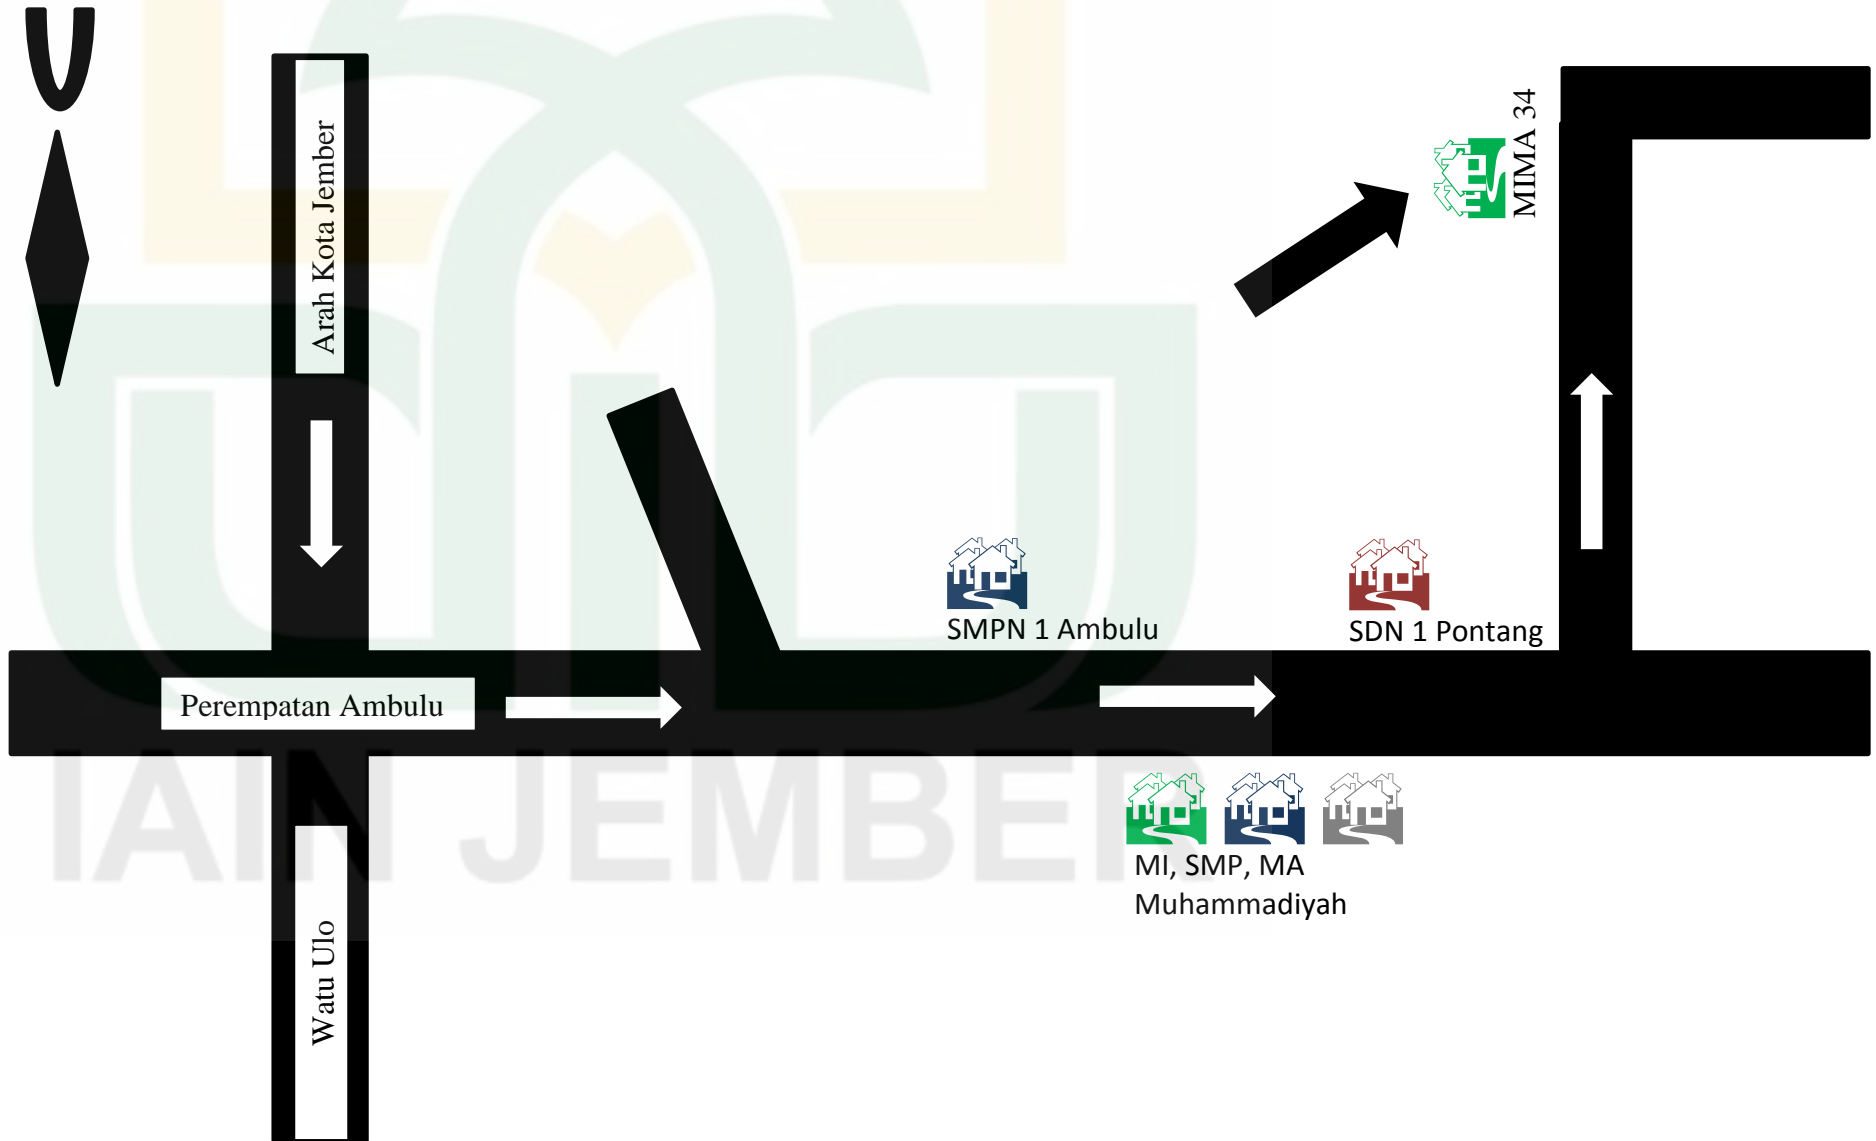 U
Arah Kota Jember
MIMA 34
SMPN 1 Ambulu
SDN 1 Pontang
Perempatan Ambulu
IAIN JEMBER
MI, SMP, MA
Muhammadiyah
Watu Ulo